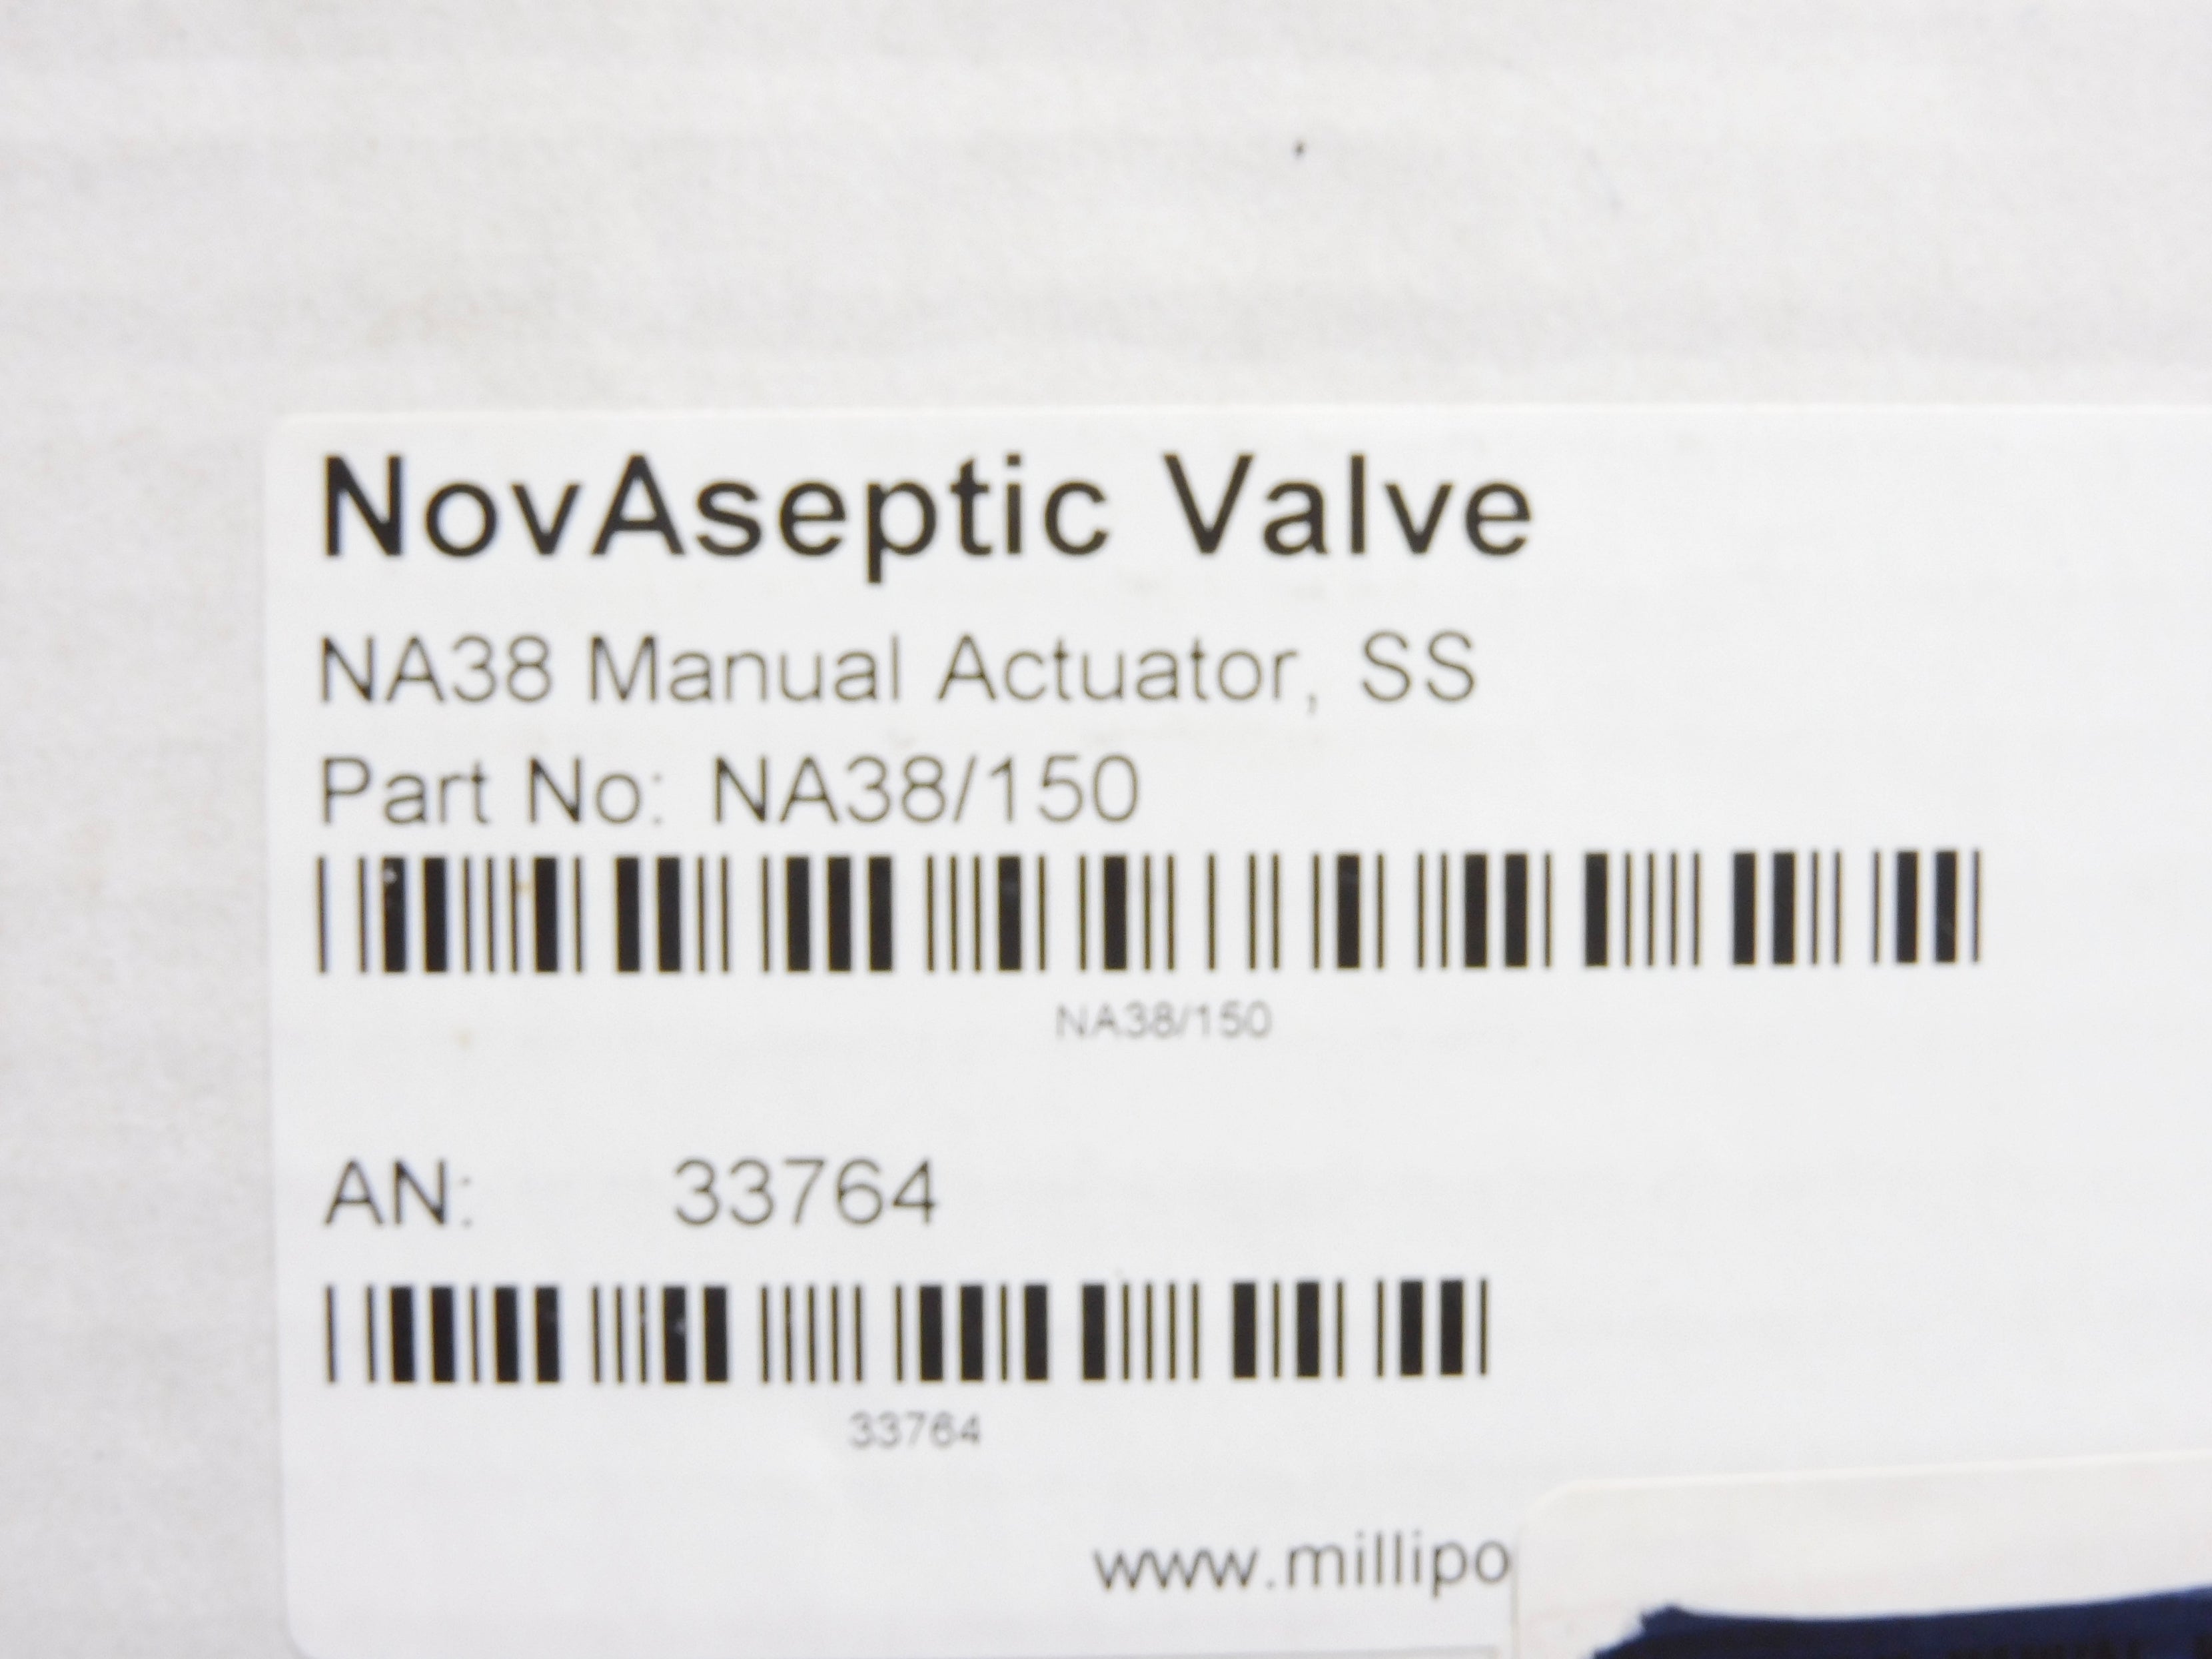 NovAseptic Valve
NA38 Manual Actuator, SS
Part No: NA38/150
NA38/150
AN: 33764
33764
www.millipo